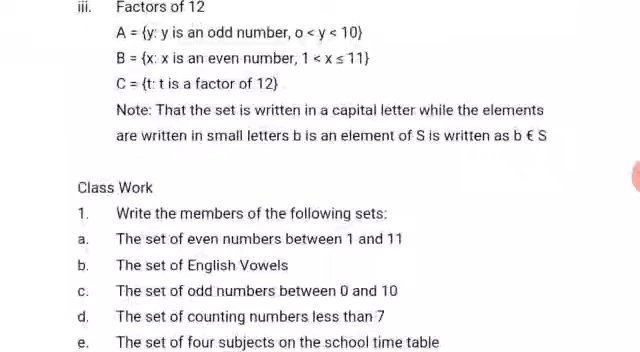 iii. Factors of 12
A = {y: y is an odd number, o < y < 10}
B = {x: x is an even number, 1 < x ≤ 11}
C = {t: t is a factor of 12}
Note: That the set is written in a capital letter while the elements
are written in small letters b is an element of S is written as b € S
Class Work
1. Write the members of the following sets:
a. The set of even numbers between 1 and 11
b. The set of English Vowels
c. The set of odd numbers between 0 and 10
d. The set of counting numbers less than 7
e. The set of four subjects on the school time table